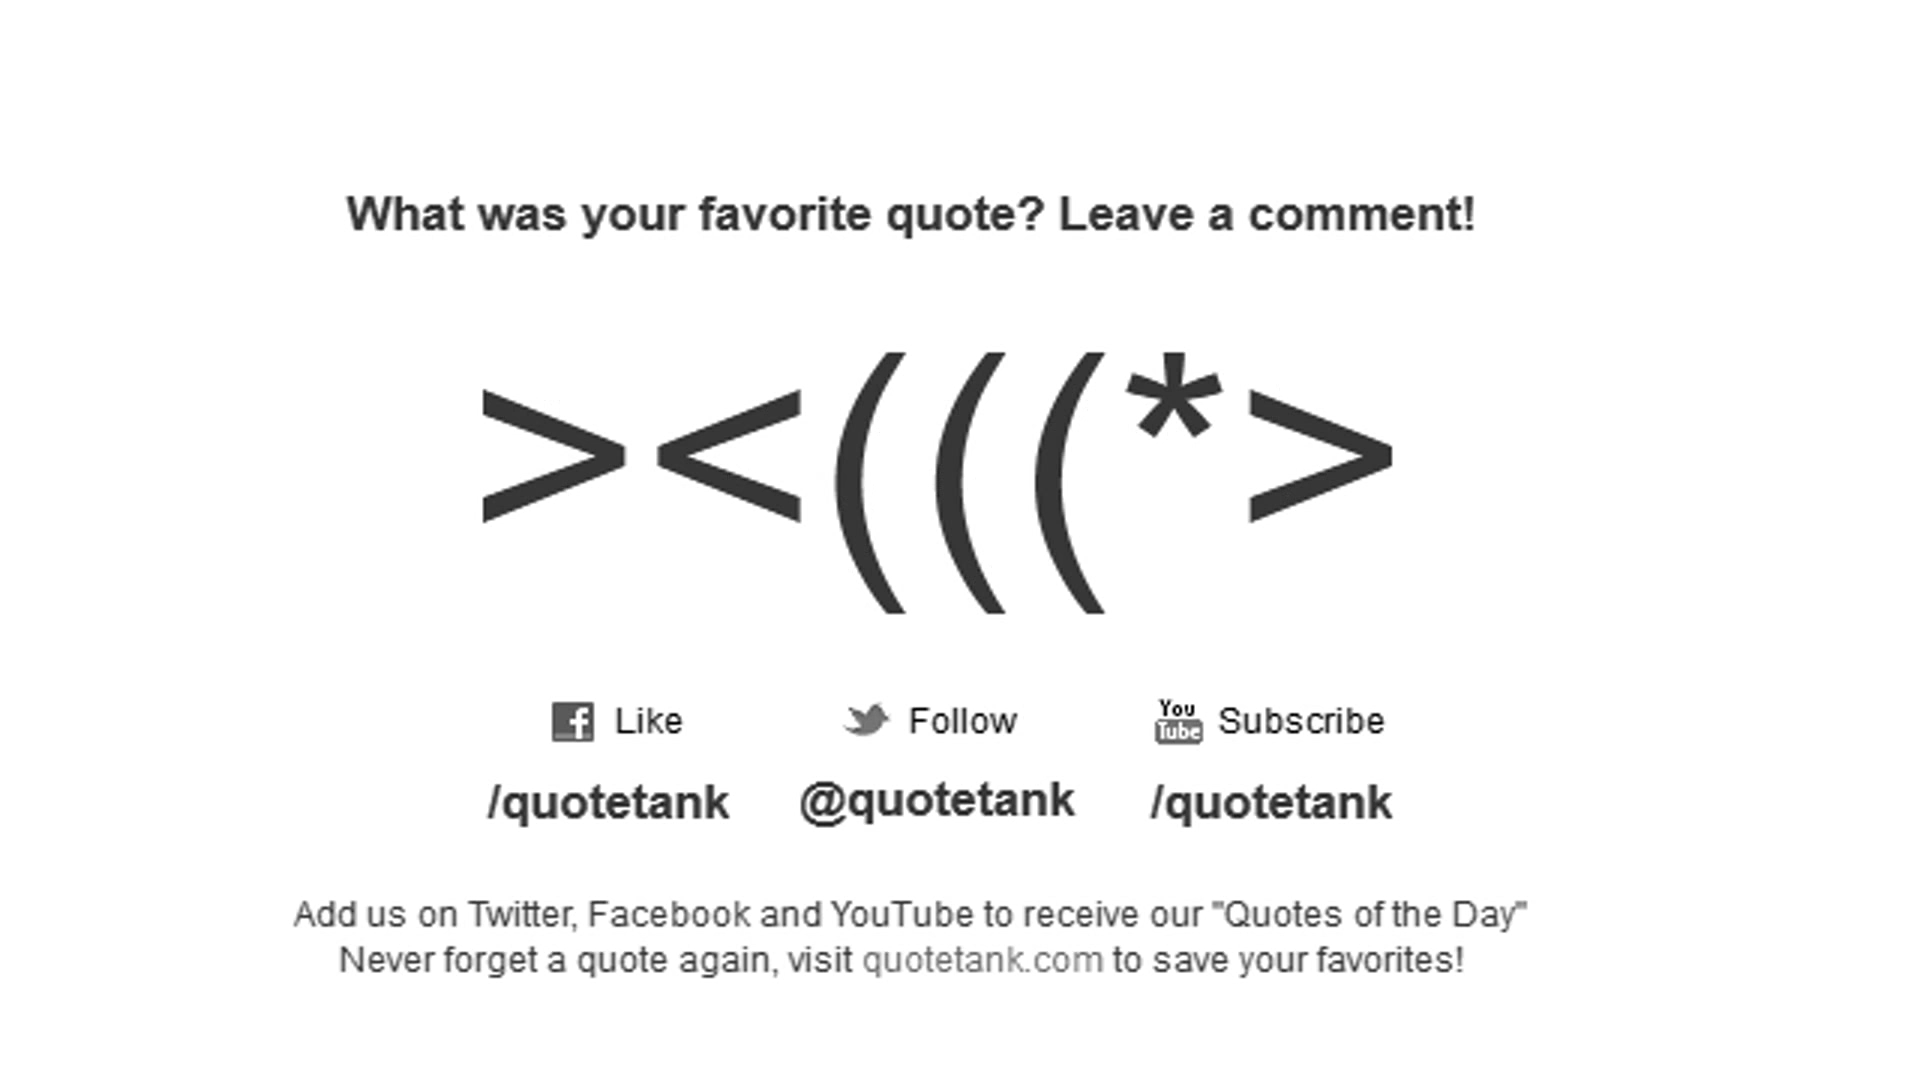 What was your favorite quote? Leave a comment!
><(((*>
f Like Follow You Tube Subscribe
/quotetank @quotetank /quotetank
Add us on Twitter, Facebook and YouTube to receive our "Quotes of the Day"
Never forget a quote again, visit quotetank.com to save your favorites!